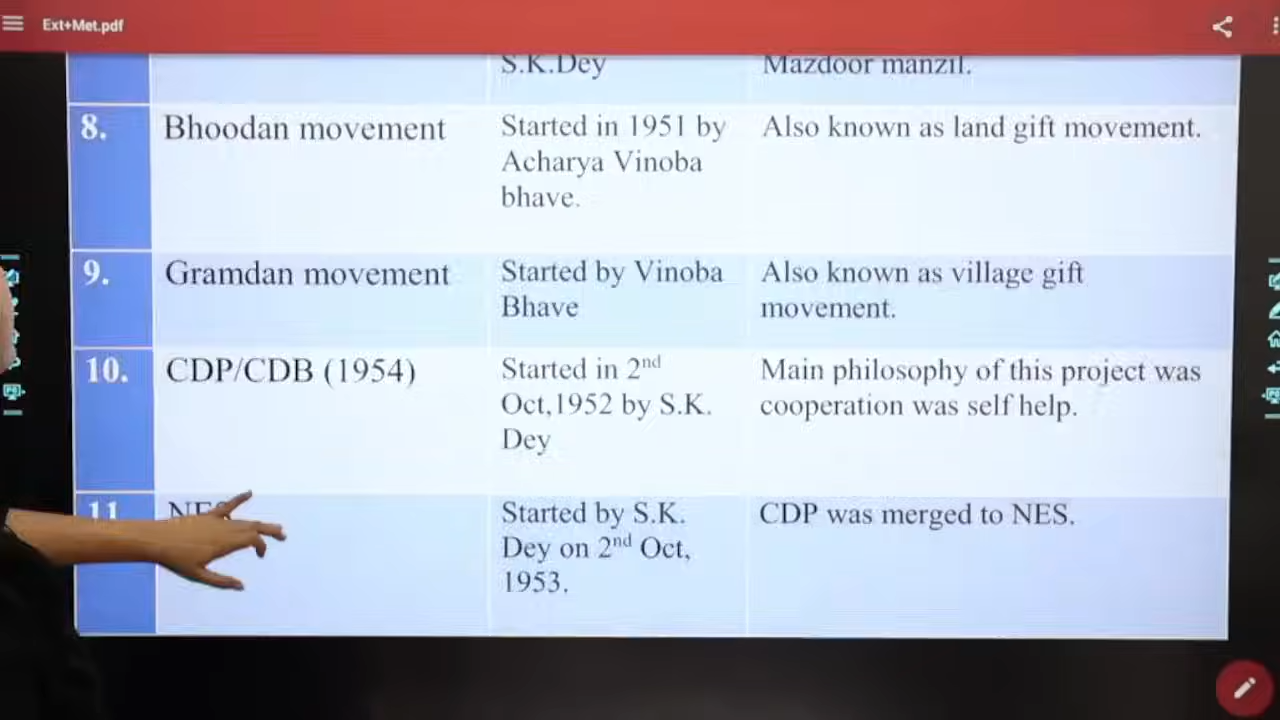 Ext+Met.pdf
S.K.Dey
Mazdoor manzil.
8.
Bhoodan movement
Started in 1951 by
Acharya Vinoba
bhave.
Also known as land gift movement.
9.
Gramdan movement
Started by Vinoba
Bhave
Also known as village gift
movement.
10.
CDP/CDB (1954)
Started in 2nd
Oct,1952 by S.K.
Dey
Main philosophy of this project was
cooperation was self help.
11
NES
Started by S.K.
Dey on 2nd Oct,
1953.
CDP was merged to NES.